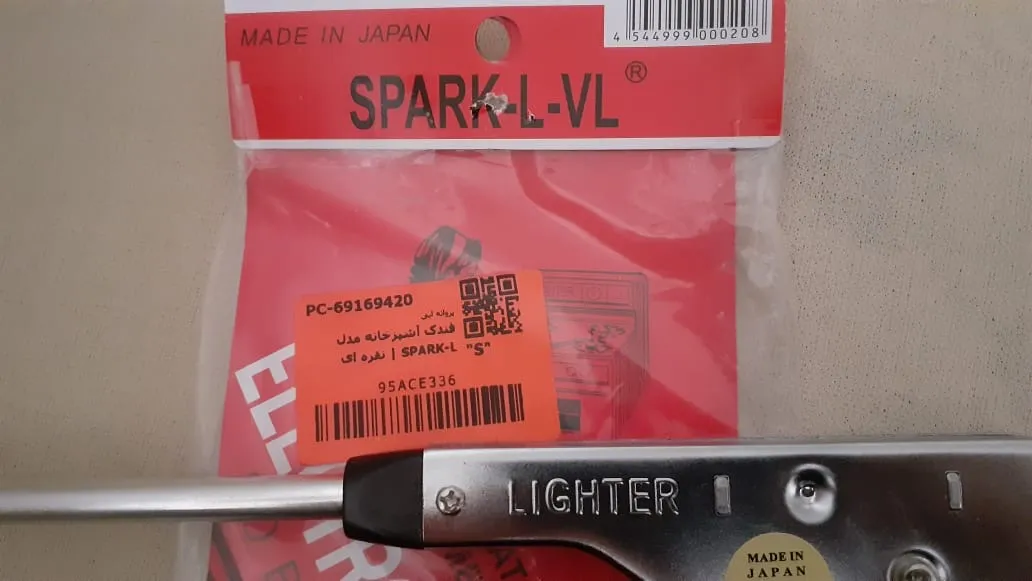 MADE IN JAPAN
4 544999 000208
SPARK-L-VL®
PC-69169420
پروانه آبی
فندک آشپزخانه مدل
SPARK-L | نقره ای
"S"
95ACE336
LIGHTER
MADE IN
JAPAN